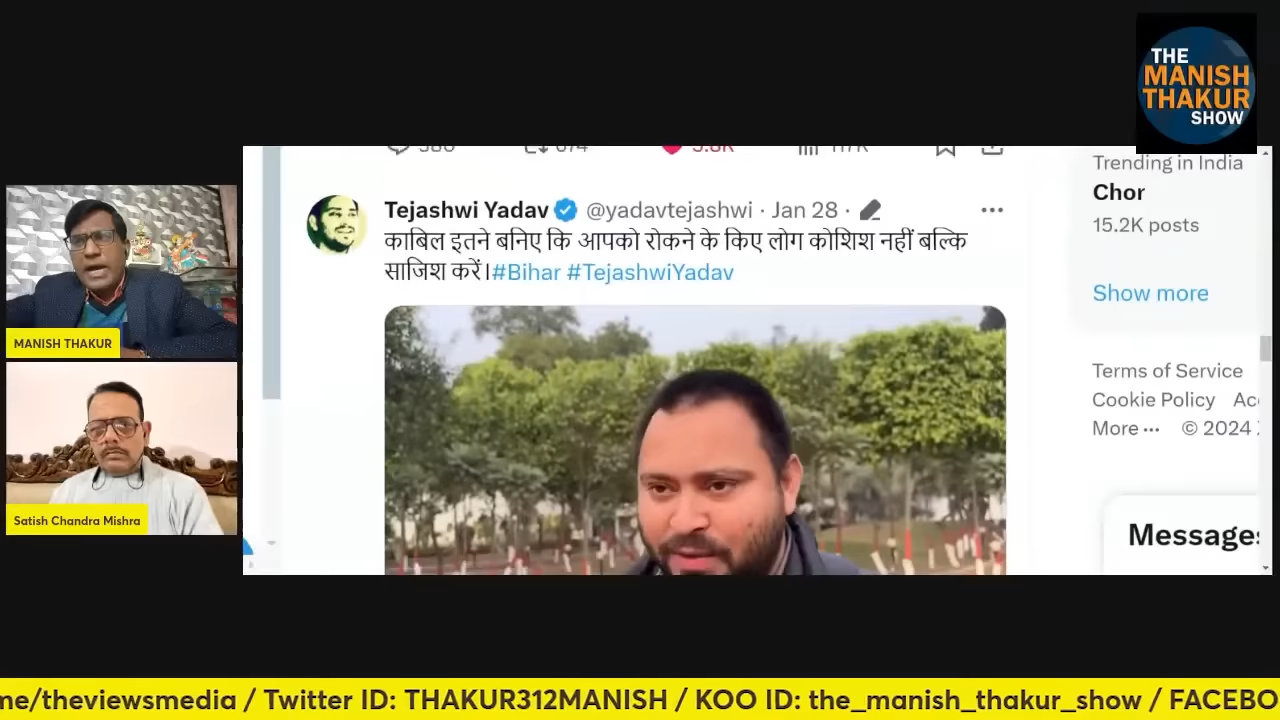 THE
MANISH
THAKUR
SHOW
Trending in India
Chor
15.2K posts
Show more
Tejashwi Yadav @yadavtejashwi · Jan 28 ·
काबिल इतने बनिए कि आपको रोकने के किए लोग कोशिश नहीं बल्कि
साजिश करें।#Bihar #TejashwiYadav
MANISH THAKUR
Satish Chandra Mishra
Terms of Service
Cookie Policy
More ··· © 2024
Messages
me/theviewsmedia / Twitter ID: THAKUR312MANISH / KOO ID: the_manish_thakur_show / FACEBO